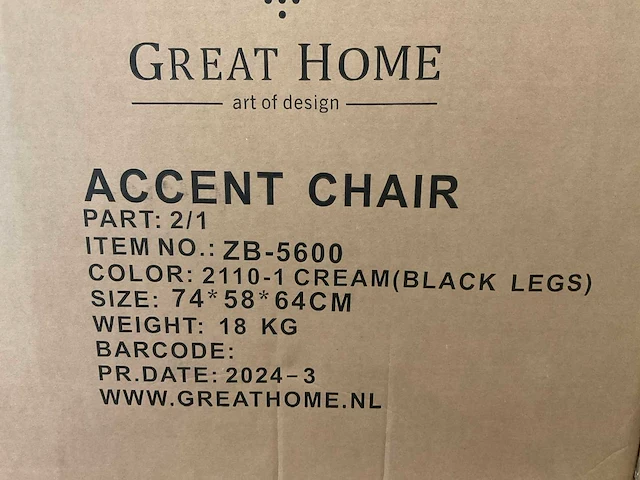 GREAT HOME
art of design
ACCENT CHAIR
PART: 2/1
ITEM NO.: ZB-5600
COLOR: 2110-1 CREAM(BLACK LEGS)
SIZE: 74*58*64CM
WEIGHT: 18 KG
BARCODE:
PR.DATE: 2024-3
WWW.GREATHOME.NL